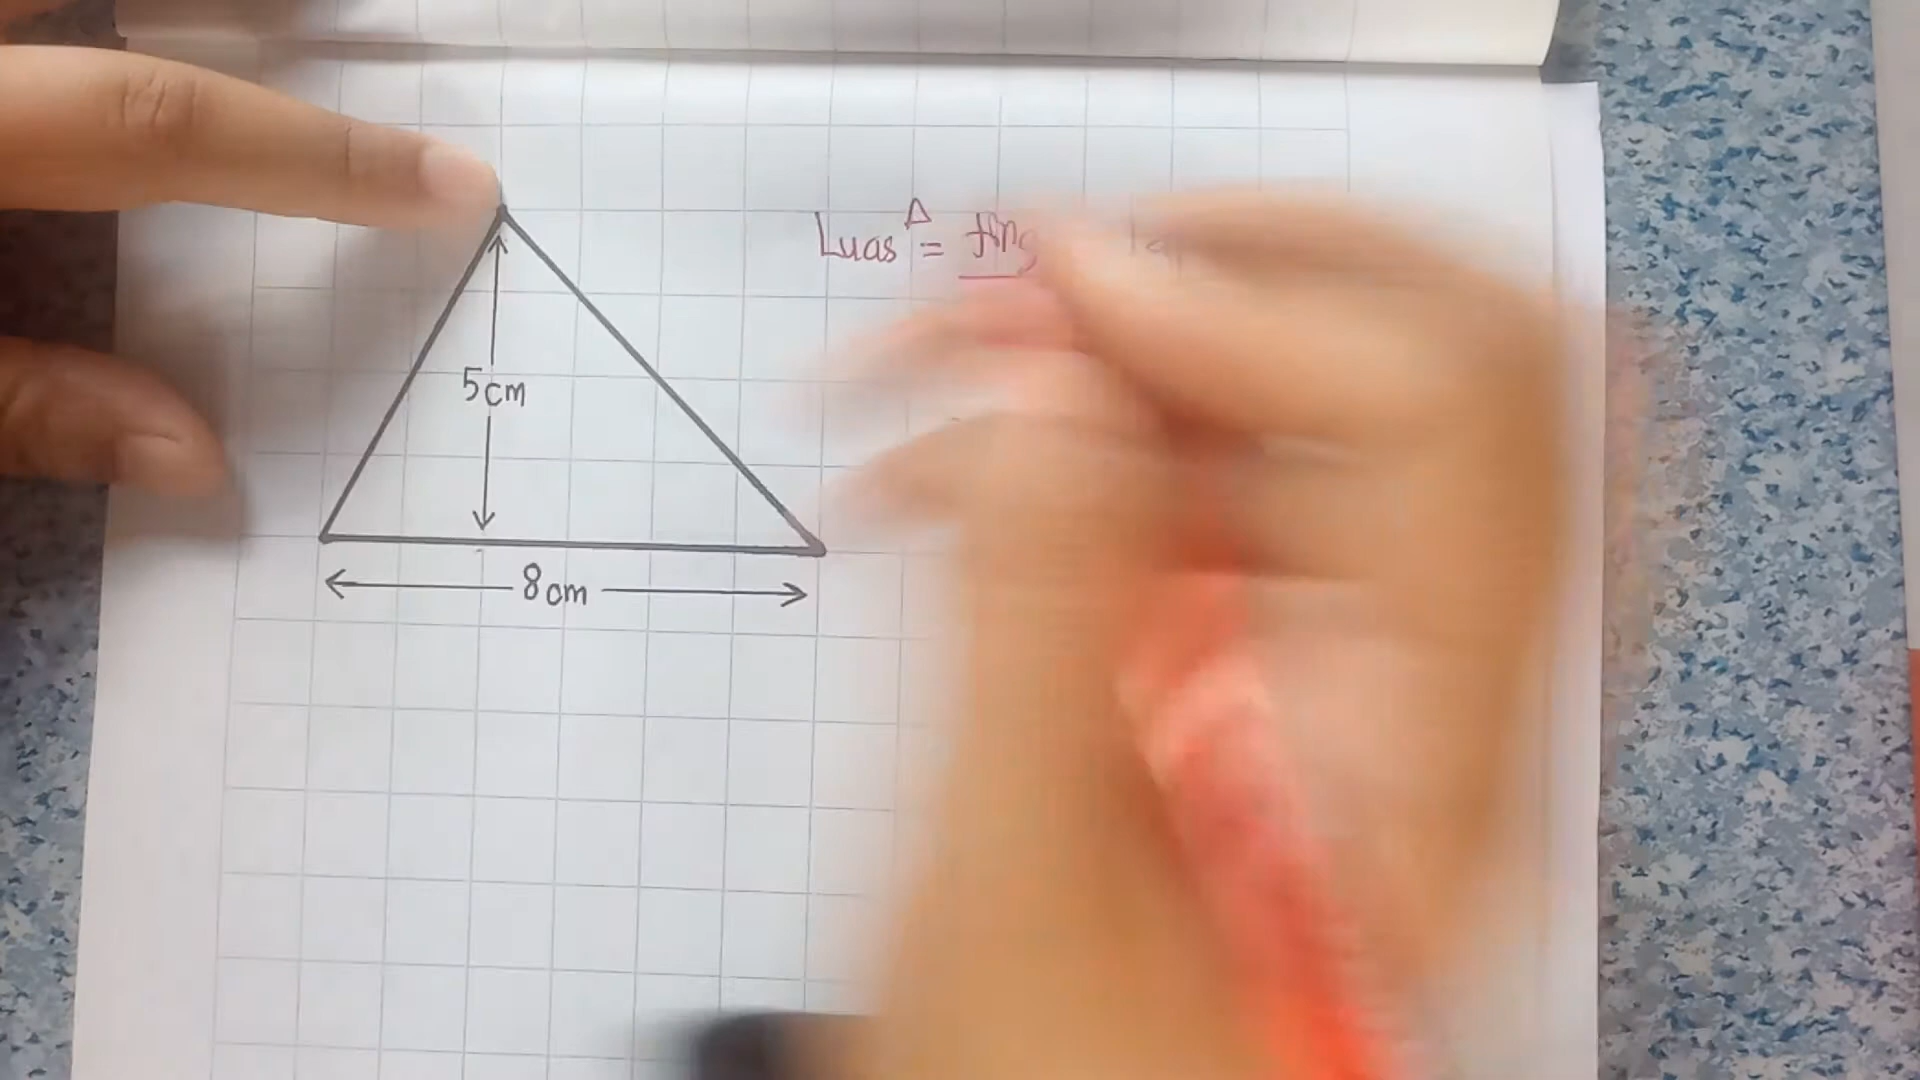 Luas△ =
5cm
8cm